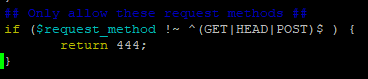 ## Only allow these request methods ##
if ($request_method !~ ^(GET|HEAD|POST)$ ) {
return 444;
}